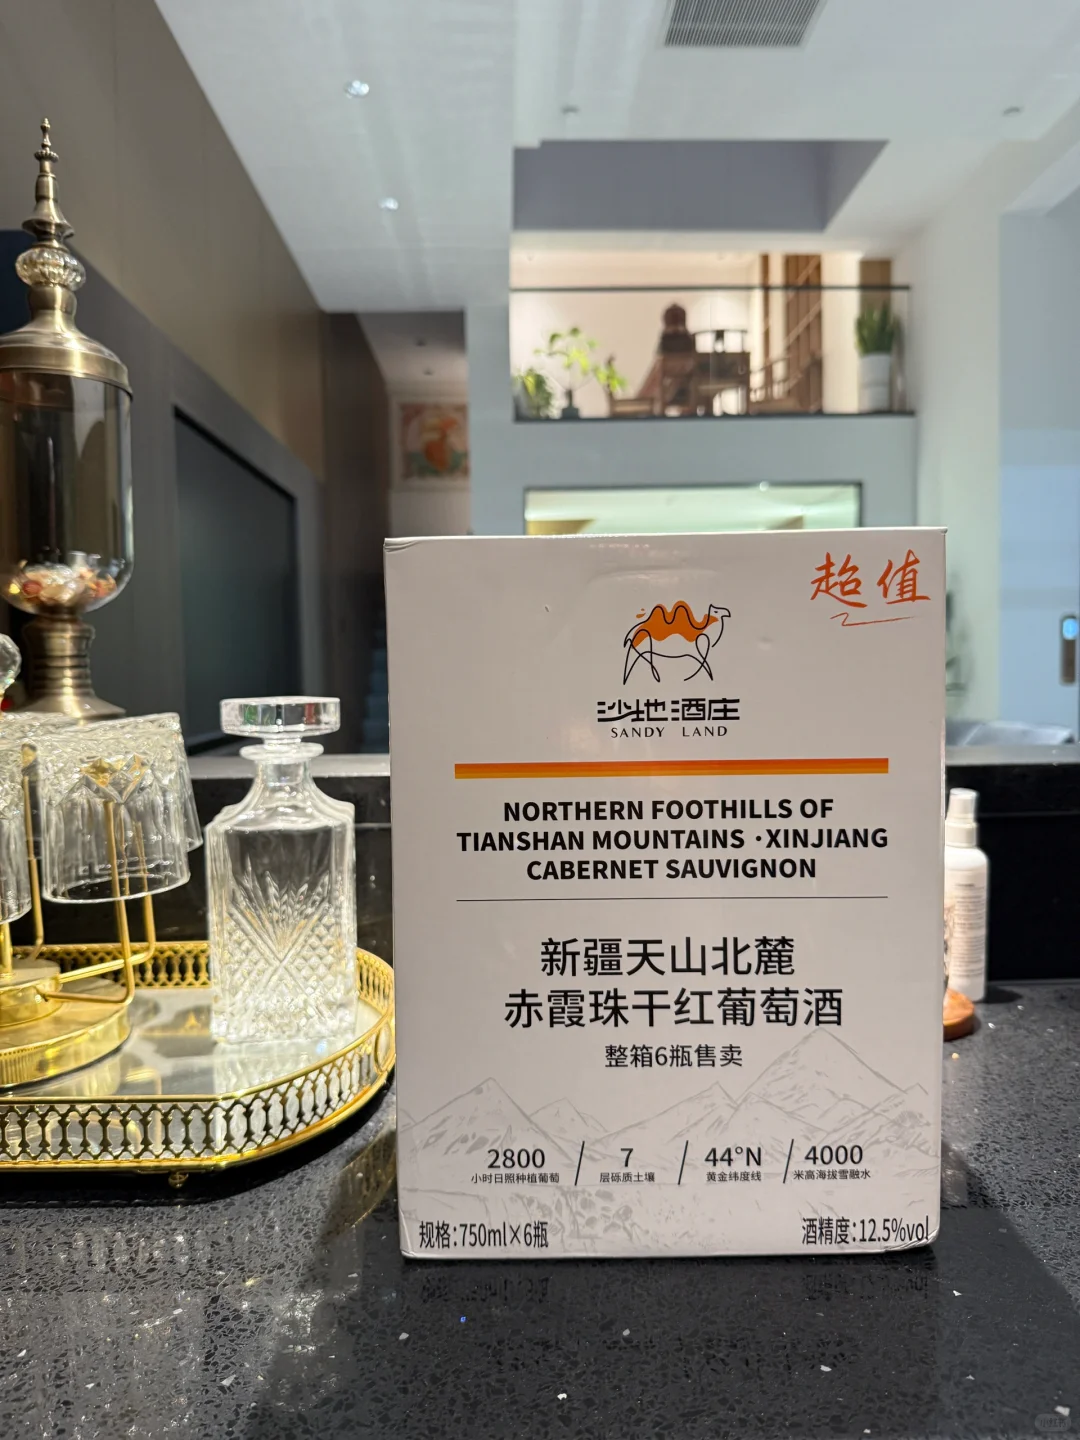 超值
沙地酒庄
SANDY LAND
NORTHERN FOOTHILLS OF
TIANSHAN MOUNTAINS ·XINJIANG
CABERNET SAUVIGNON
新疆天山北麓
赤霞珠干红葡萄酒
整箱6瓶售卖
2800 / 7 / 44°N / 4000
小时日照种植葡萄 层砾质土壤 黄金纬度线 米高海拔雪融水
规格:750ml×6瓶 酒精度:12.5%vol
小红书